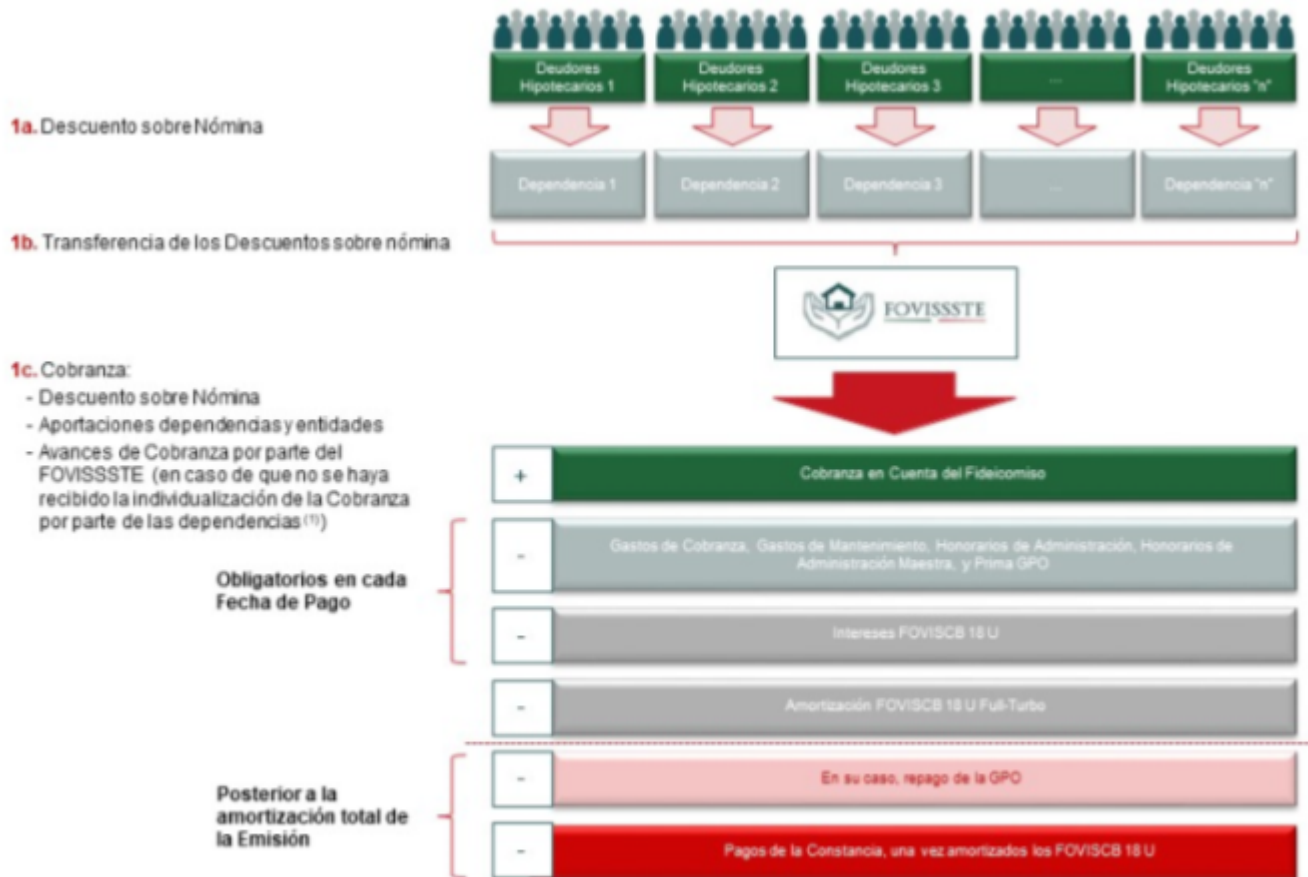 Deudores
Hipotecarios 1
Deudores
Hipotecarios 2
Deudores
Hipotecarios 3
...
Deudores
Hipotecarios "n"
1a. Descuento sobre Nómina
Dependencia 1
Dependencia 2
Dependencia 3
...
Dependencia "n"
1b. Transferencia de los Descuentos sobre nómina
FOVISSSTE
1c. Cobranza:
- Descuento sobre Nómina
- Aportaciones dependencias y entidades
- Avances de Cobranza por parte del
FOVISSSTE (en caso de que no se haya
recibido la individualización de la Cobranza
por parte de las dependencias (1))
+ Cobranza en Cuenta del Fideicomiso
Obligatorios en cada
Fecha de Pago
- Gastos de Cobranza, Gastos de Mantenimiento, Honorarios de Administración, Honorarios de
Administración Maestra, y Prima GPO
- Intereses FOVISCB 18 U
- Amortización FOVISCB 18 U Full-Turbo
Posterior a la
amortización total de
la Emisión
- En su caso, repago de la GPO
- Pagos de la Constancia, una vez amortizados los FOVISCB 18 U